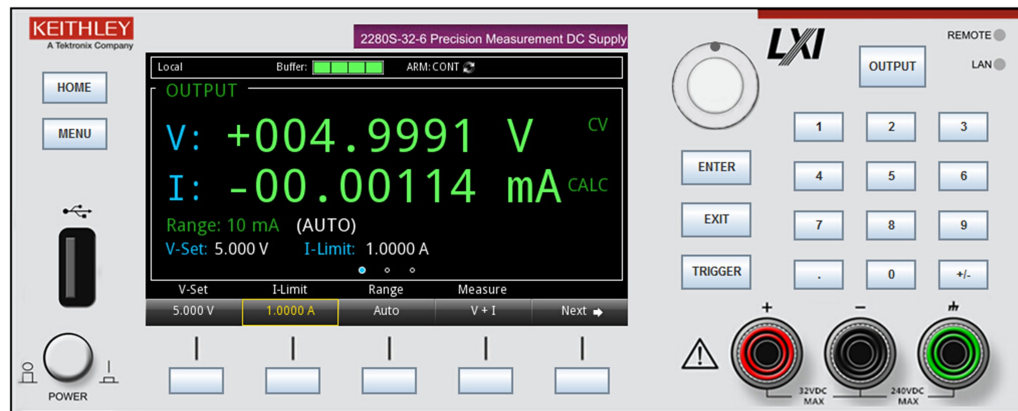 KEITHLEY
A Tektronix Company
2280S-32-6 Precision Measurement DC Supply
LXI
REMOTE
LAN
OUTPUT
HOME
MENU
Local Buffer: ARM: CONT
OUTPUT
V: +004.9991 V CV
I: -00.00114 mA CALC
Range: 10 mA (AUTO)
V-Set: 5.000 V I-Limit: 1.0000 A
V-Set I-Limit Range Measure
5.000 V 1.0000 A Auto V + I Next
POWER
ENTER
EXIT
TRIGGER
1 2 3
4 5 6
7 8 9
. 0 +/-
+ −
32VDC MAX
240VDC MAX